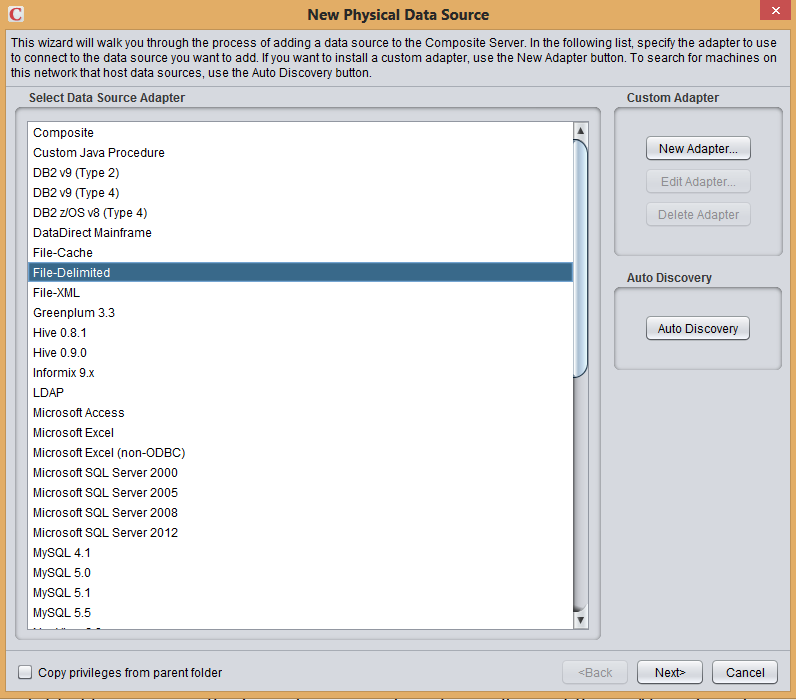 C
New Physical Data Source
This wizard will walk you through the process of adding a data source to the Composite Server. In the following list, specify the adapter to use
to connect to the data source you want to add. If you want to install a custom adapter, use the New Adapter button. To search for machines on
this network that host data sources, use the Auto Discovery button.
Select Data Source Adapter
Composite
Custom Java Procedure
DB2 v9 (Type 2)
DB2 v9 (Type 4)
DB2 z/OS v8 (Type 4)
DataDirect Mainframe
File-Cache
File-Delimited
File-XML
Greenplum 3.3
Hive 0.8.1
Hive 0.9.0
Informix 9.x
LDAP
Microsoft Access
Microsoft Excel
Microsoft Excel (non-ODBC)
Microsoft SQL Server 2000
Microsoft SQL Server 2005
Microsoft SQL Server 2008
Microsoft SQL Server 2012
MySQL 4.1
MySQL 5.0
MySQL 5.1
MySQL 5.5
Custom Adapter
New Adapter...
Edit Adapter...
Delete Adapter
Auto Discovery
Auto Discovery
Copy privileges from parent folder
<Back
Next>
Cancel